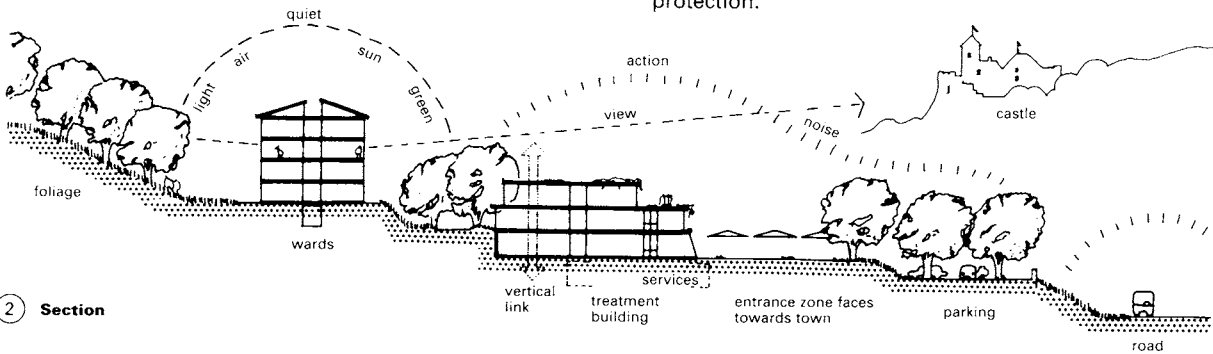 protection.
quiet
light
air
sun
green
action
view
noise
castle
foliage
wards
vertical
link
services
treatment
building
entrance zone faces
towards town
parking
road
2 Section